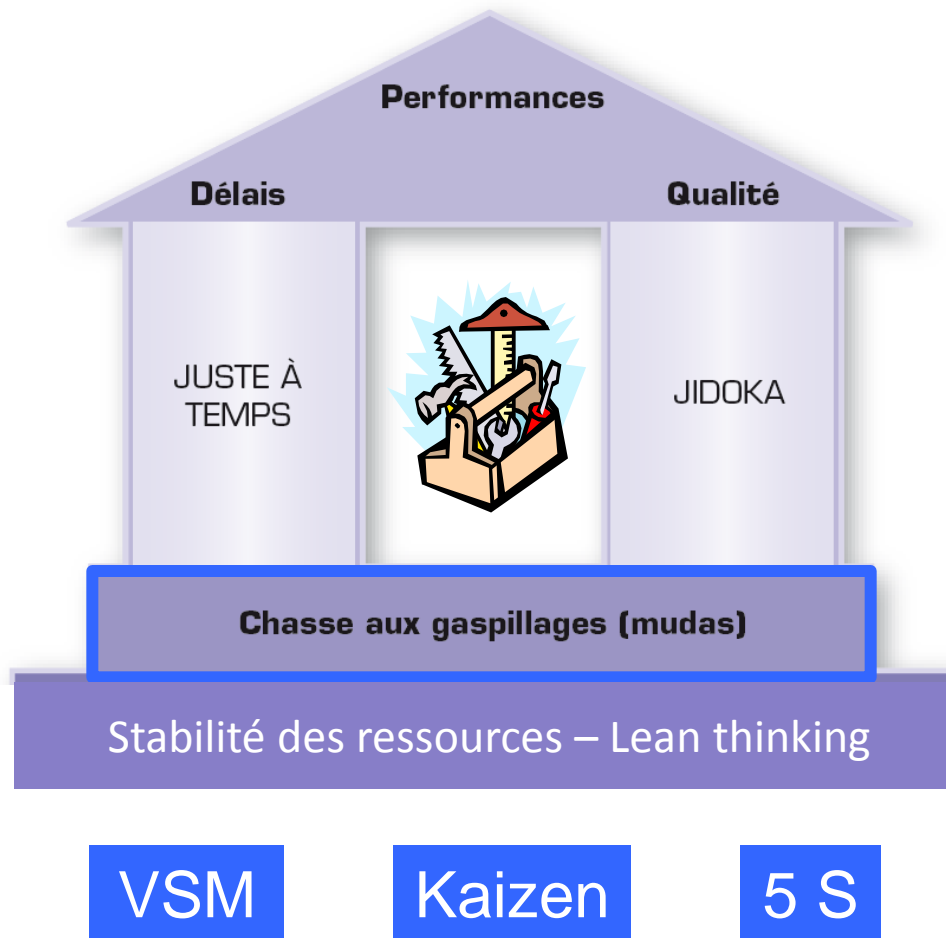 Performances
Délais
Qualité
JUSTE À
TEMPS
JIDOKA
Chasse aux gaspillages (mudas)
Stabilité des ressources – Lean thinking
VSM
Kaizen
5 S